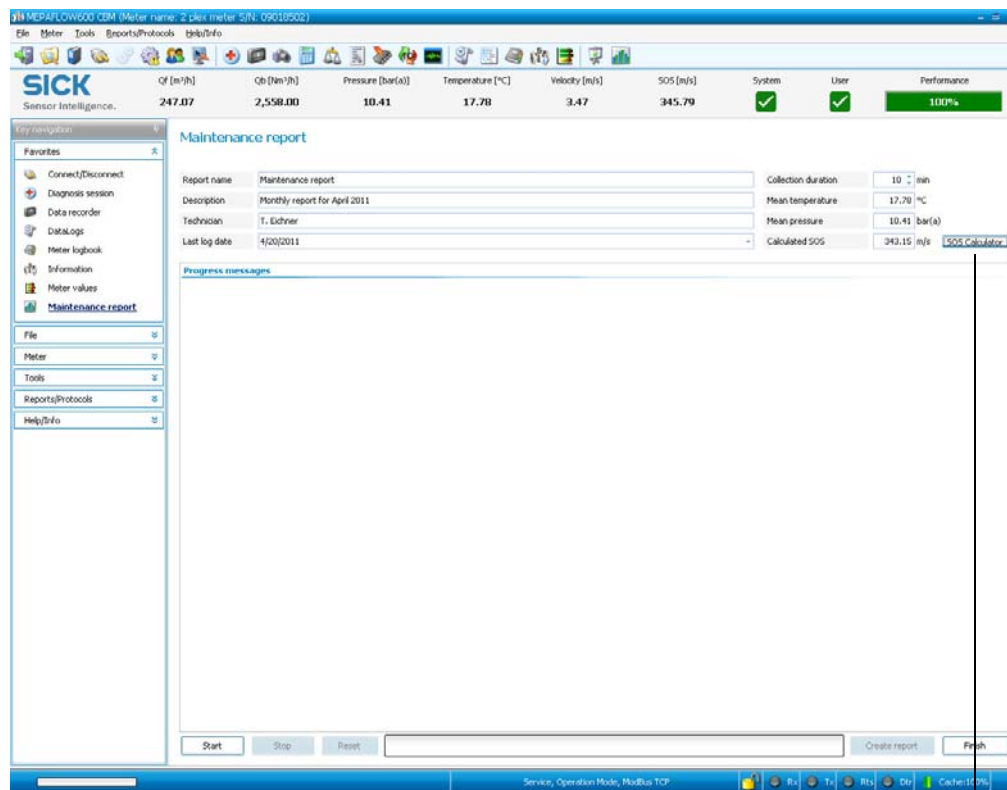 MEPAFLOW600 CBM (Meter name: 2 plex meter S/N: 09018502)
File Meter Tools Reports/Protocols Help/Info
SICK
Sensor Intelligence.
Qf [m³/h] Qb [Nm³/h] Pressure [bar(a)] Temperature [°C] Velocity [m/s] SOS [m/s] System User Performance
247.07 2,558.00 10.41 17.78 3.47 345.79 100%
Key navigation
Favorites
Connect/Disconnect
Diagnosis session
Data recorder
DataLogs
Meter logbook
Information
Meter values
Maintenance report
File
Meter
Tools
Reports/Protocols
Help/Info
Maintenance report
Report name Maintenance report Collection duration 10 min
Description Monthly report for April 2011 Mean temperature 17.78 °C
Technician T. Eichner Mean pressure 10.41 bar(a)
Last log date 4/20/2011 Calculated SOS 343.15 m/s SOS Calculator
Progress messages
Start Stop Reset Create report Finish
Service, Operation Mode, ModBus TCP Rx Tx Rts Dtr Cache:100%